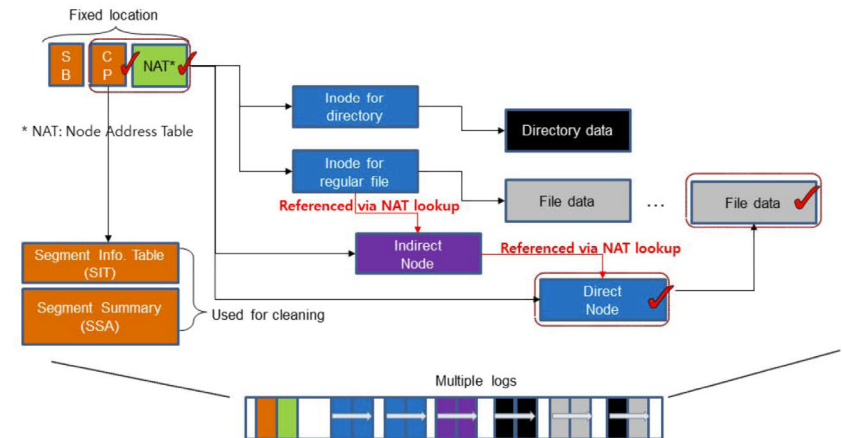 Fixed location
S
B
C
P
NAT*
* NAT: Node Address Table
Inode for
directory
Directory data
Inode for
regular file
File data
...
File data
Referenced via NAT lookup
Indirect
Node
Referenced via NAT lookup
Direct
Node
Segment Info. Table
(SIT)
Segment Summary
(SSA)
Used for cleaning
Multiple logs